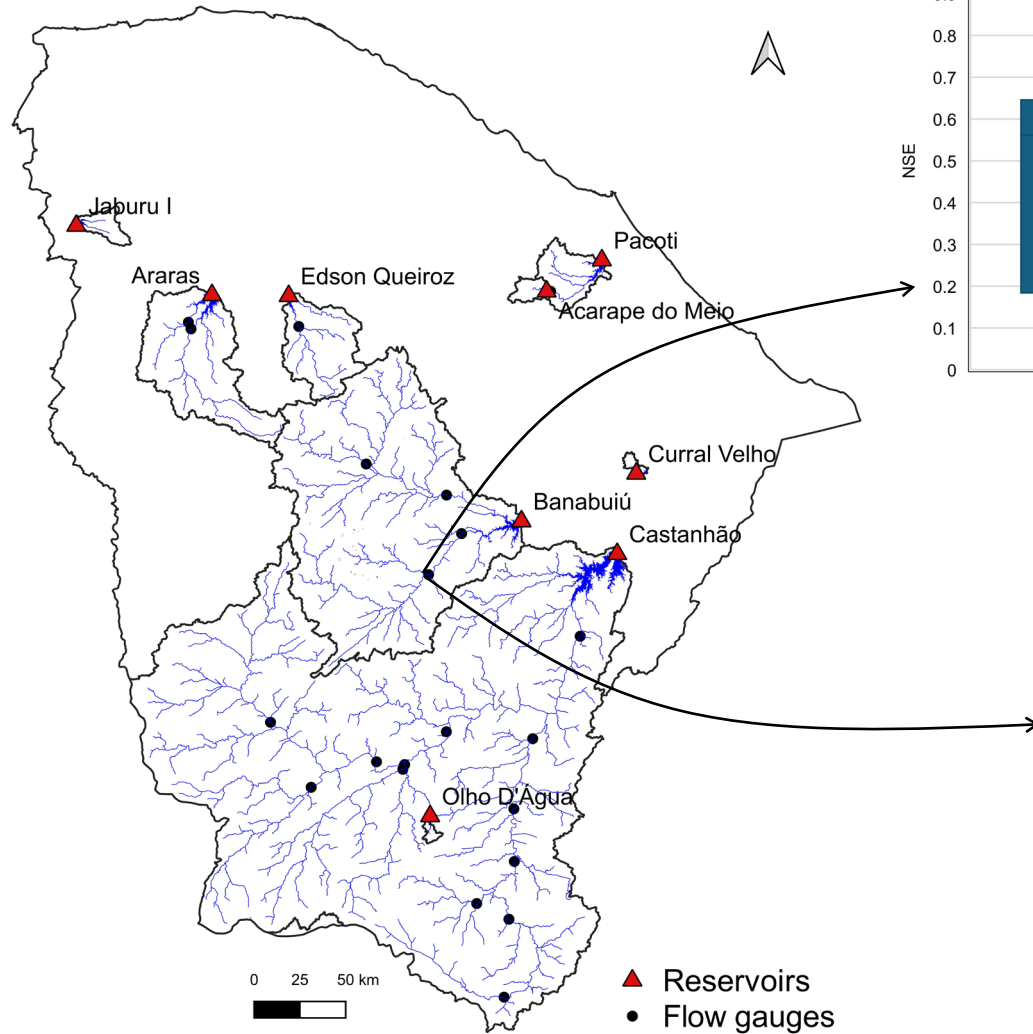 0.8
0.7
0.6
0.5
0.4
0.3
0.2
0.1
0
NSE
Jaburu I
Pacoti
Araras
Edson Queiroz
Acarape do Meio
Curral Velho
Banabuiú
Castanhão
Olho D'Água
0 25 50 km
Reservoirs
Flow gauges